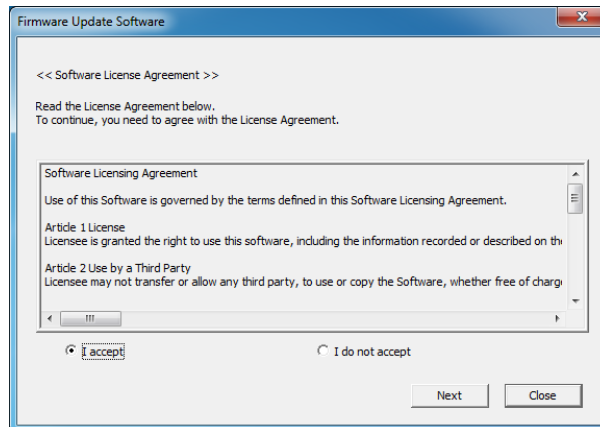 Firmware Update Software
<< Software License Agreement >>
Read the License Agreement below.
To continue, you need to agree with the License Agreement.
Software Licensing Agreement
Use of this Software is governed by the terms defined in this Software Licensing Agreement.
Article 1 License
Licensee is granted the right to use this software, including the information recorded or described on
Article 2 Use by a Third Party
Licensee may not transfer or allow any third party, to use or copy the Software, whether free of
I accept
I do not accept
Next
Close